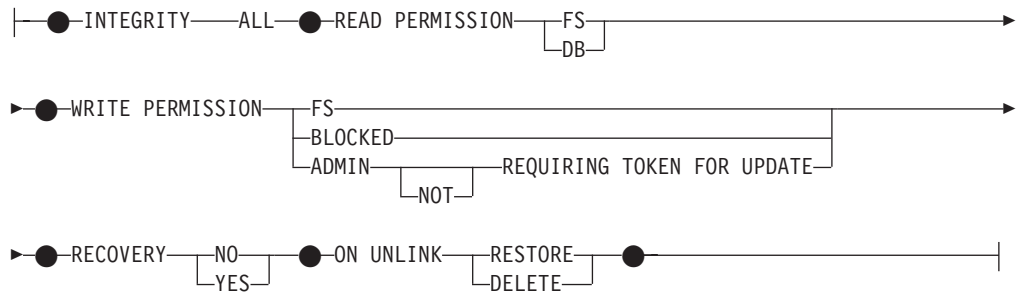 INTEGRITY ALL READ PERMISSION FS
DB
WRITE PERMISSION FS
BLOCKED
ADMIN REQUIRING TOKEN FOR UPDATE
NOT
RECOVERY NO ON UNLINK RESTORE
YES DELETE